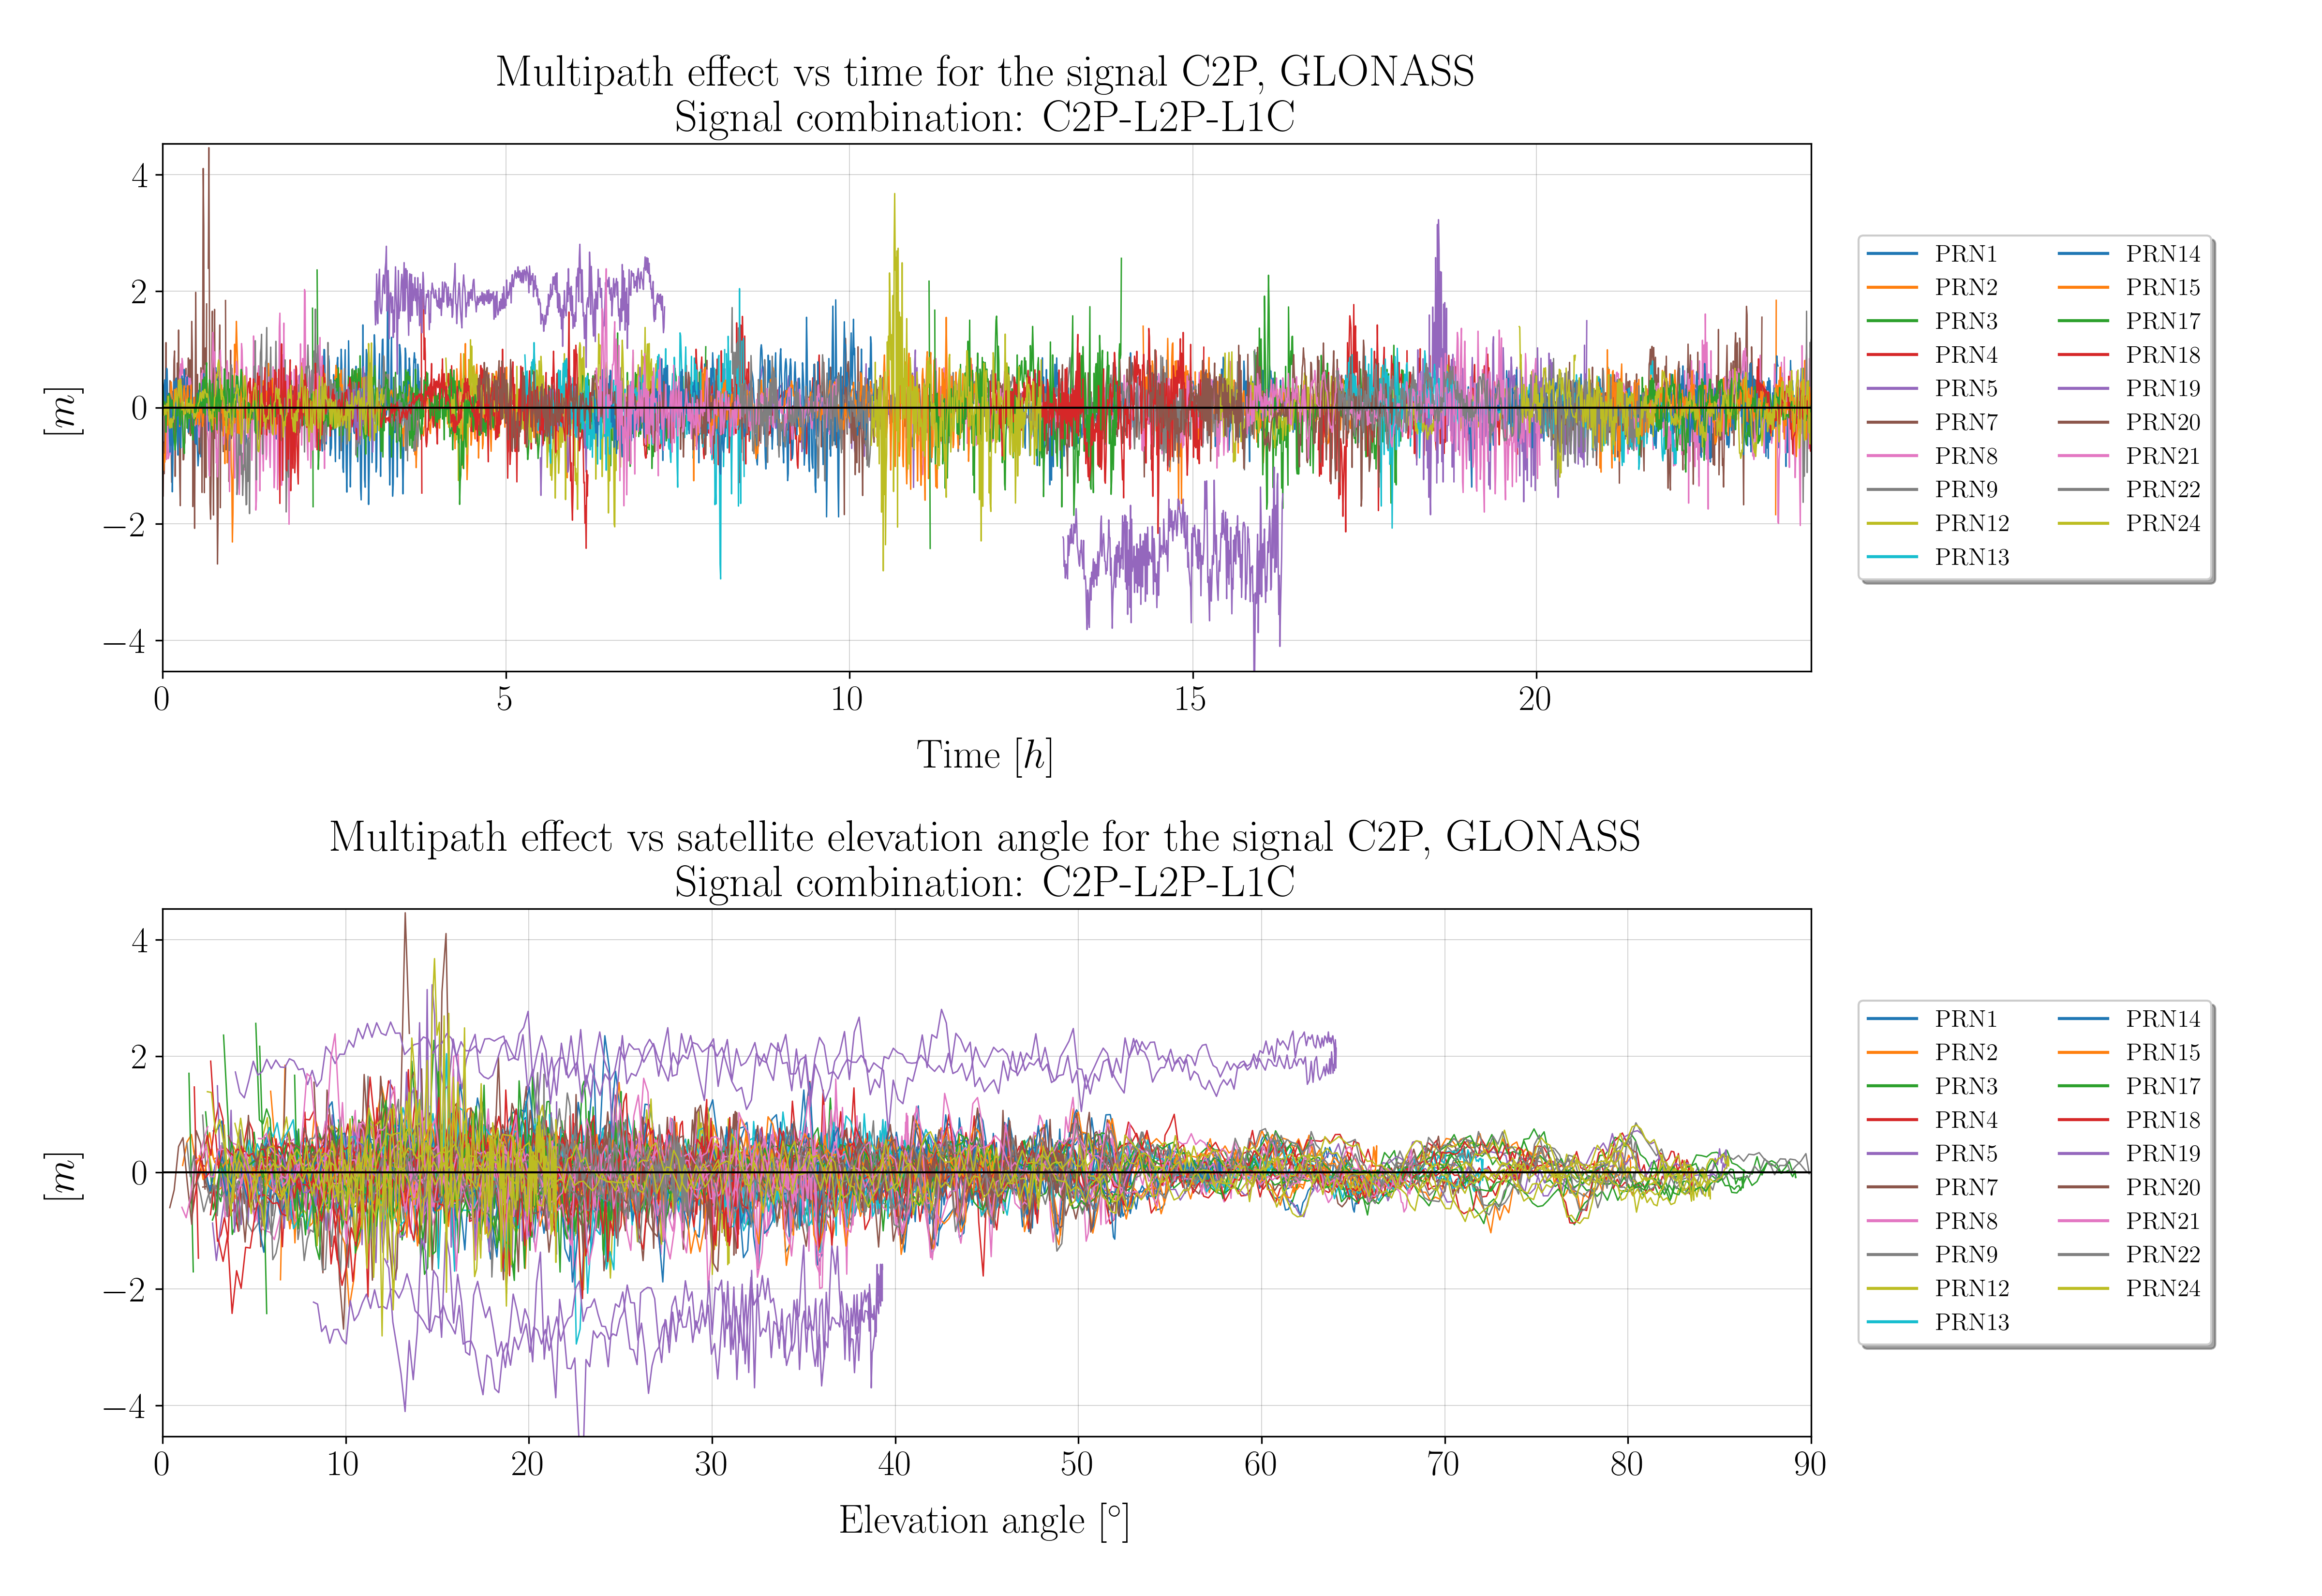 Multipath effect vs time for the signal C2P, GLONASS
Signal combination: C2P-L2P-L1C
4
2
0
−2
−4
[m]
0 5 10 15 20
Time [h]
PRN1 PRN14
PRN2 PRN15
PRN3 PRN17
PRN4 PRN18
PRN5 PRN19
PRN7 PRN20
PRN8 PRN21
PRN9 PRN22
PRN12 PRN24
PRN13
Multipath effect vs satellite elevation angle for the signal C2P, GLONASS
Signal combination: C2P-L2P-L1C
4
2
0
−2
−4
[m]
0 10 20 30 40 50 60 70 80 90
Elevation angle [°]
PRN1 PRN14
PRN2 PRN15
PRN3 PRN17
PRN4 PRN18
PRN5 PRN19
PRN7 PRN20
PRN8 PRN21
PRN9 PRN22
PRN12 PRN24
PRN13